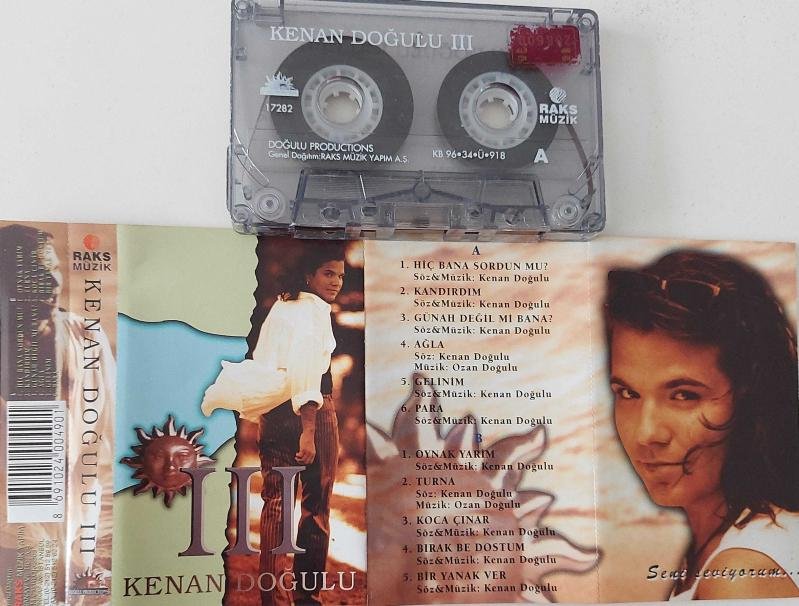 KENAN DOĞULU III
17282
RAKS
MÜZİK
DOĞULU PRODUCTIONS
Genel Dağıtım:RAKS MÜZİK YAPIM A.Ş.
KB 96•34•Ü•918
A
RAKS
MÜZİK
KENAN DOĞULU III
8 691024 004901
III
KENAN DOĞULU
A
1. HİÇ BANA SORDUN MU?
Söz&Müzik: Kenan Doğulu
2. KANDIRDIM
Söz&Müzik: Kenan Doğulu
3. GÜNAH DEĞİL Mİ BANA?
Söz&Müzik: Kenan Doğulu
4. AĞLA
Söz: Kenan Doğulu
Müzik: Ozan Doğulu
5. GELİNİM
Söz&Müzik: Kenan Doğulu
6. PARA
Söz&Müzik: Kenan Doğulu
B
1. OYNAK YARİM
Söz&Müzik: Kenan Doğulu
2. TURNA
Söz: Kenan Doğulu
Müzik: Ozan Doğulu
3. KOCA ÇINAR
Söz&Müzik: Kenan Doğulu
4. BIRAK BE DOSTUM
Söz&Müzik: Kenan Doğulu
5. BİR YANAK VER
Söz&Müzik: Kenan Doğulu
Seni seviyorum...